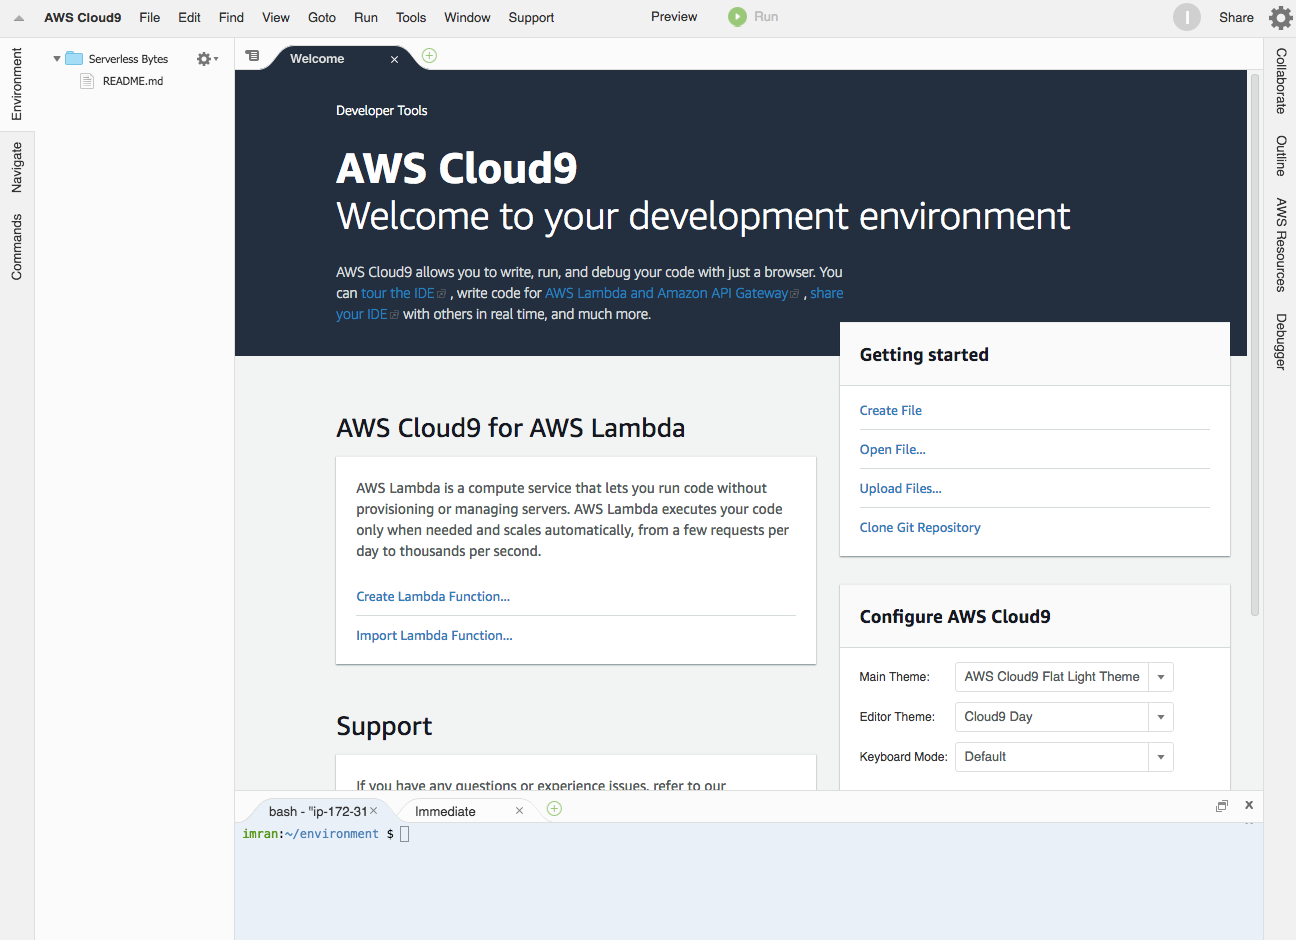 AWS Cloud9 File Edit Find View Goto Run Tools Window Support Preview Run I Share
Environment
Navigate
Commands
Serverless Bytes
README.md
Welcome
Developer Tools
AWS Cloud9
Welcome to your development environment
AWS Cloud9 allows you to write, run, and debug your code with just a browser. You
can tour the IDE , write code for AWS Lambda and Amazon API Gateway , share
your IDE with others in real time, and much more.
AWS Cloud9 for AWS Lambda
AWS Lambda is a compute service that lets you run code without
provisioning or managing servers. AWS Lambda executes your code
only when needed and scales automatically, from a few requests per
day to thousands per second.
Create Lambda Function...
Import Lambda Function...
Support
If you have any questions or experience issues, refer to our
Getting started
Create File
Open File...
Upload Files...
Clone Git Repository
Configure AWS Cloud9
Main Theme: AWS Cloud9 Flat Light Theme
Editor Theme: Cloud9 Day
Keyboard Mode: Default
Collaborate
Outline
AWS Resources
Debugger
bash - "ip-172-31 Immediate
imran:~/environment $